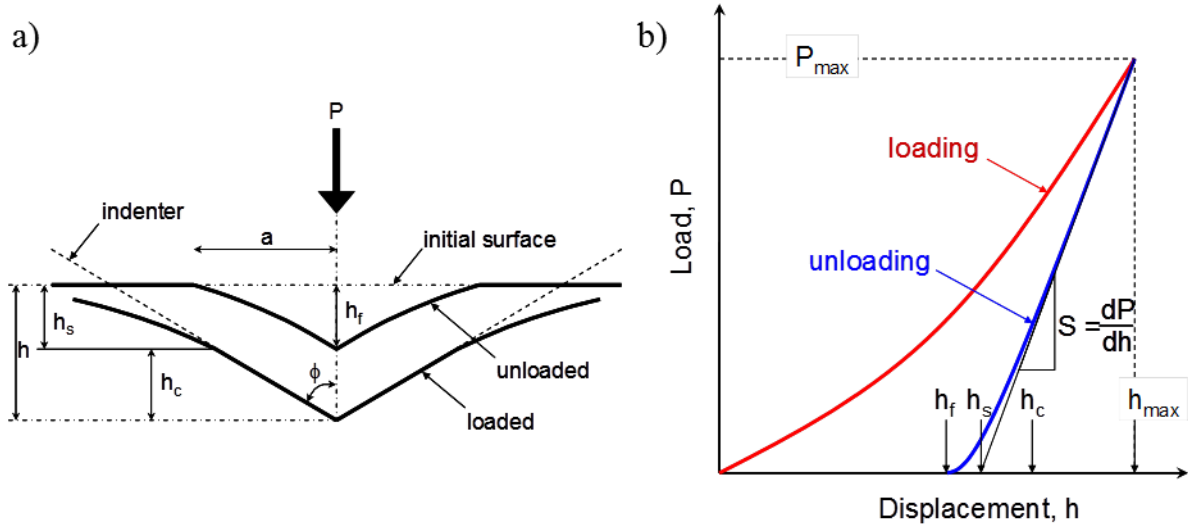 a)
P
indenter
a
initial surface
h_s
h
h_f
h_c
ϕ
unloaded
loaded
b)
P_max
loading
unloading
S = dP/dh
h_f h_s h_c h_max
Load, P
Displacement, h